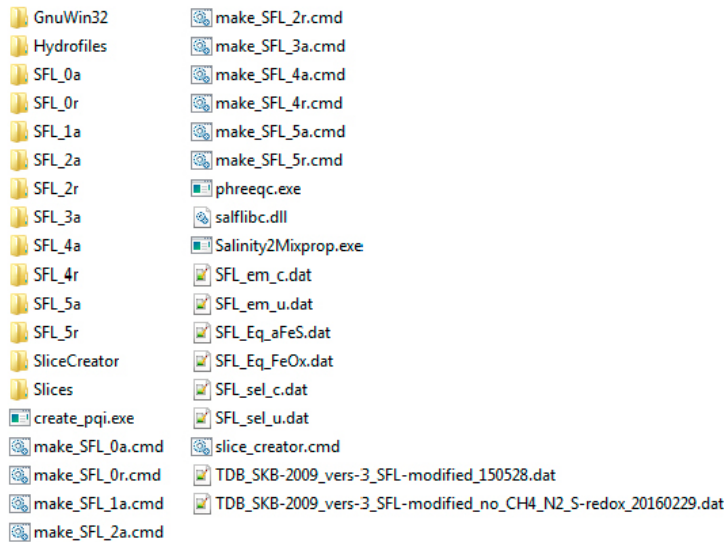 GnuWin32
Hydrofiles
SFL_0a
SFL_0r
SFL_1a
SFL_2a
SFL_2r
SFL_3a
SFL_4a
SFL_4r
SFL_5a
SFL_5r
SliceCreator
Slices
create_pqi.exe
make_SFL_0a.cmd
make_SFL_0r.cmd
make_SFL_1a.cmd
make_SFL_2a.cmd
make_SFL_2r.cmd
make_SFL_3a.cmd
make_SFL_4a.cmd
make_SFL_4r.cmd
make_SFL_5a.cmd
make_SFL_5r.cmd
phreeqc.exe
salflibc.dll
Salinity2Mixprop.exe
SFL_em_c.dat
SFL_em_u.dat
SFL_Eq_aFeS.dat
SFL_Eq_FeOx.dat
SFL_sel_c.dat
SFL_sel_u.dat
slice_creator.cmd
TDB_SKB-2009_vers-3_SFL-modified_150528.dat
TDB_SKB-2009_vers-3_SFL-modified_no_CH4_N2_S-redox_20160229.dat